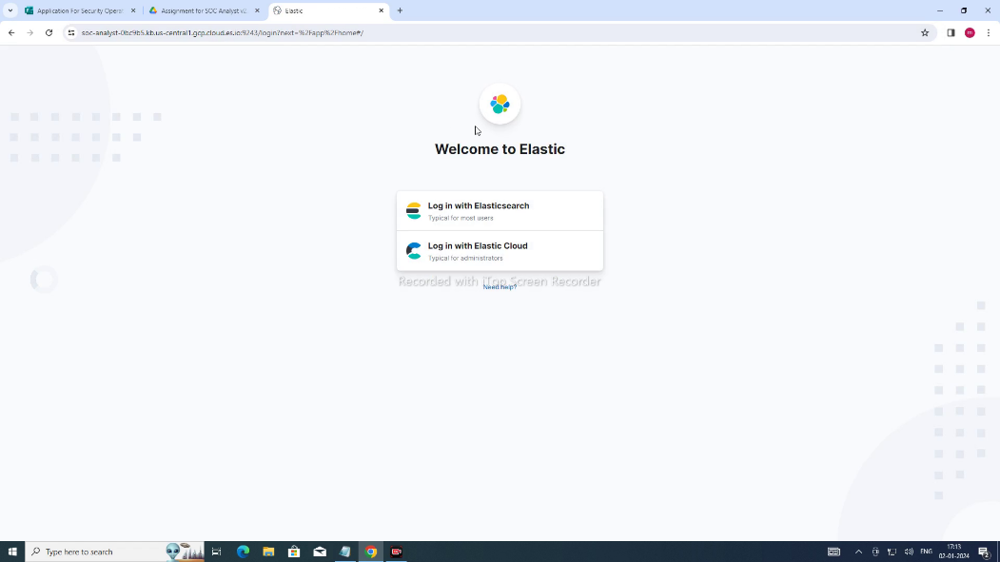 Application For Security Operat
Assignment for SOC Analyst v2.
Elastic
soc-analyst-0bc9b5.kb.us-central1.gcp.cloud.es.io:9243/login?next=%2Fapp%2Fhome#/
m
Welcome to Elastic
Log in with Elasticsearch
Typical for most users
Log in with Elastic Cloud
Typical for administrators
Recorded with iTop Screen Recorder
Need help?
Type here to search
ENG
17:13
02-01-2024
2